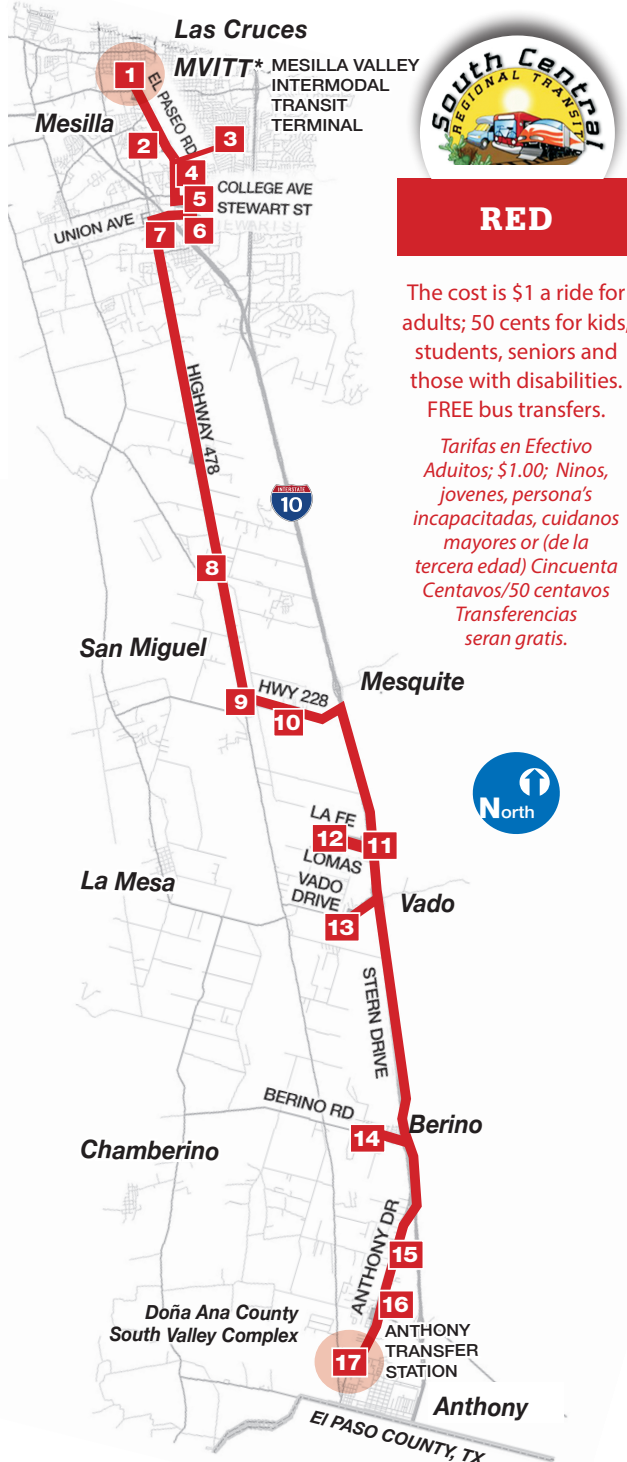 Las Cruces
MVITT* MESILLA VALLEY
INTERMODAL
TRANSIT
TERMINAL
South Central
REGIONAL TRANSIT
RED
The cost is $1 a ride for
adults; 50 cents for kids,
students, seniors and
those with disabilities.
FREE bus transfers.
Tarifas en Efectivo
Aduitos; $1.00; Ninos,
jovenes, persona's
incapacitadas, cuidanos
mayores or (de la
tercera edad) Cincuenta
Centavos/50 centavos
Transferencias
seran gratis.
1
EL PASEO RD
Mesilla
2
3
4
5
COLLEGE AVE
STEWART ST
6
STEWART ST
UNION AVE
7
HIGHWAY 478
INTERSTATE
10
8
San Miguel
9
HWY 228
10
Mesquite
North
LA FE
12
11
LOMAS
VADO
DRIVE
La Mesa
Vado
13
STERN DRIVE
BERINO RD
14
Berino
Chamberino
ANTHONY DR
15
16
Doña Ana County
South Valley Complex
17
ANTHONY
TRANSFER
STATION
Anthony
El PASO COUNTY, TX